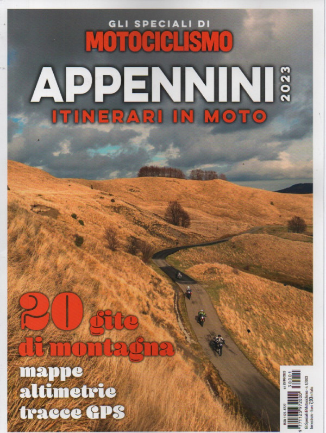 GLI SPECIALI DI
MOTOCICLISMO
APPENNINI
2023
ITINERARI IN MOTO
20 gite
di montagna
mappe
altimetrie
tracce GPS